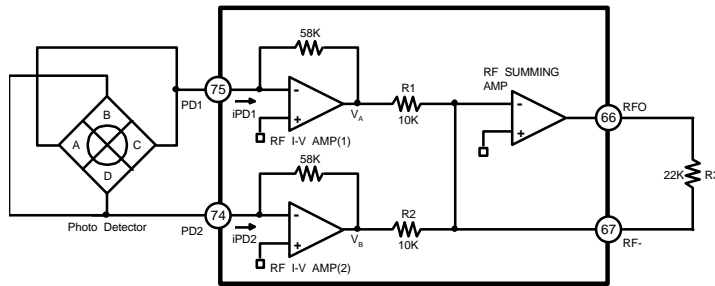 58K
75
PD1
iPD1
R1
10K
V_A
RF SUMMING
AMP
RF I-V AMP(1)
66
RFO
A
B
C
D
Photo Detector
22K
58K
74
PD2
iPD2
R2
10K
V_B
RF I-V AMP(2)
67
RF-